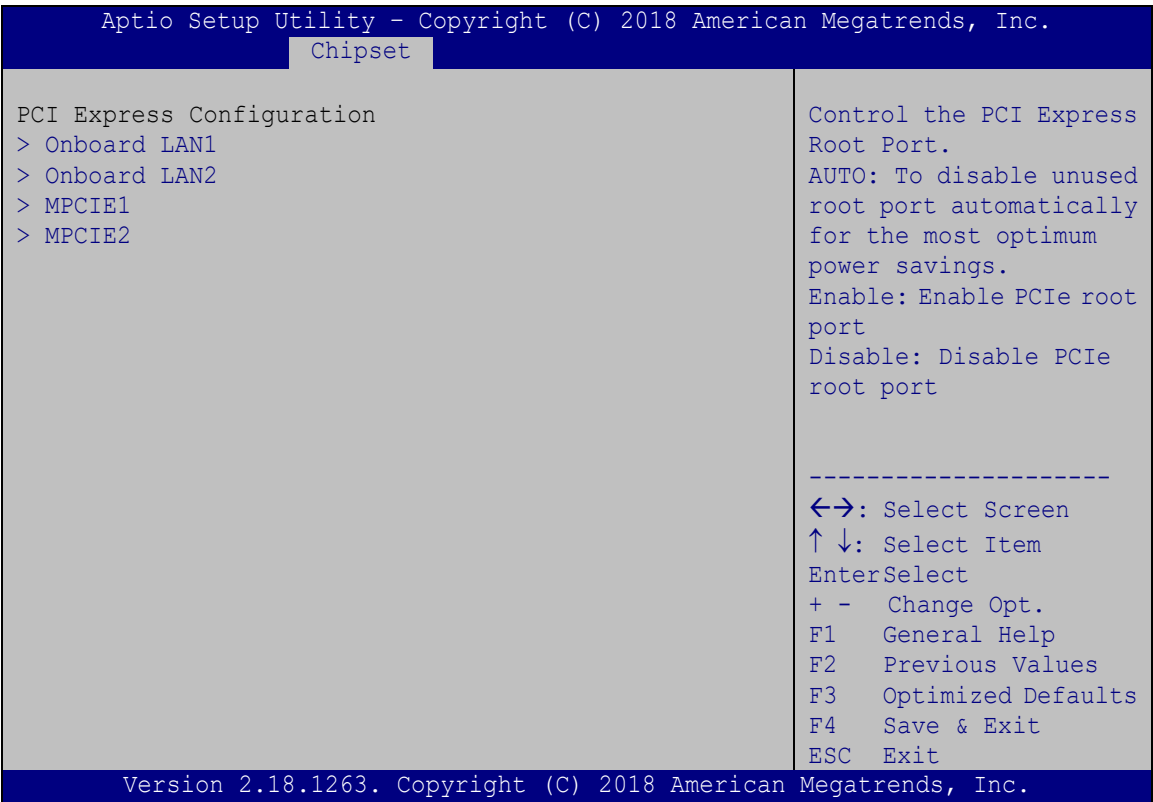 Aptio Setup Utility – Copyright (C) 2018 American Megatrends, Inc.
Chipset
PCI Express Configuration
> Onboard LAN1
> Onboard LAN2
> MPCIE1
> MPCIE2
Control the PCI Express
Root Port.
AUTO: To disable unused
root port automatically
for the most optimum
power savings.
Enable: Enable PCIe root
port
Disable: Disable PCIe
root port
---------------------
←→: Select Screen
↑ ↓: Select Item
EnterSelect
+ - Change Opt.
F1 General Help
F2 Previous Values
F3 Optimized Defaults
F4 Save & Exit
ESC Exit
Version 2.18.1263. Copyright (C) 2018 American Megatrends, Inc.